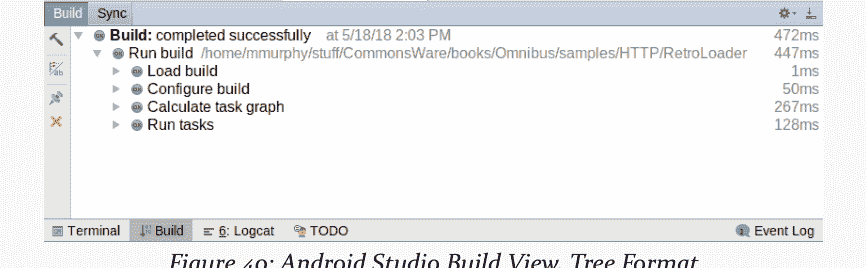 Build Sync
Build: completed successfully at 5/18/18 2:03 PM 472ms
Run build /home/mmurphy/stuff/CommonsWare/books/Omnibus/samples/HTTP/RetroLoader 447ms
Load build 1ms
Configure build 50ms
Calculate task graph 267ms
Run tasks 128ms
Terminal Build 6: Logcat TODO Event Log
Figure 40: Android Studio Build View, Tree Format